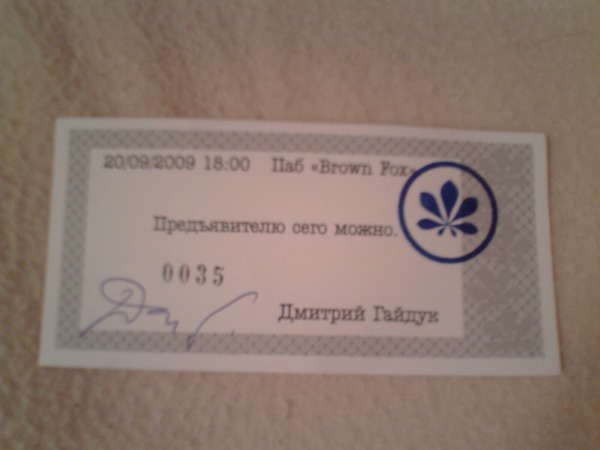 20/09/2009 18:00 Паб «Brown Fox»
Предъявителю сего можно.
0035
Дмитрий Гайдук